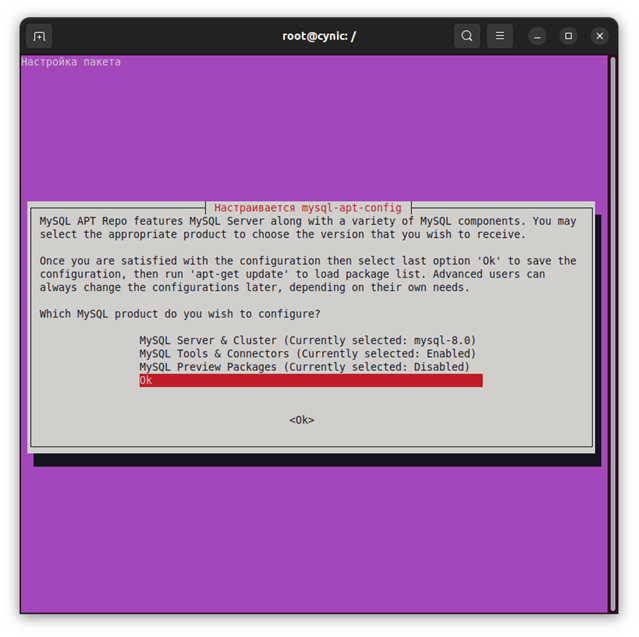 root@cynic: /
Настройка пакета
Настраивается mysql-apt-config
MySQL APT Repo features MySQL Server along with a variety of MySQL components. You may
select the appropriate product to choose the version that you wish to receive.
Once you are satisfied with the configuration then select last option 'Ok' to save the
configuration, then run 'apt-get update' to load package list. Advanced users can
always change the configurations later, depending on their own needs.
Which MySQL product do you wish to configure?
MySQL Server & Cluster (Currently selected: mysql-8.0)
MySQL Tools & Connectors (Currently selected: Enabled)
MySQL Preview Packages (Currently selected: Disabled)
Ok
<Ok>